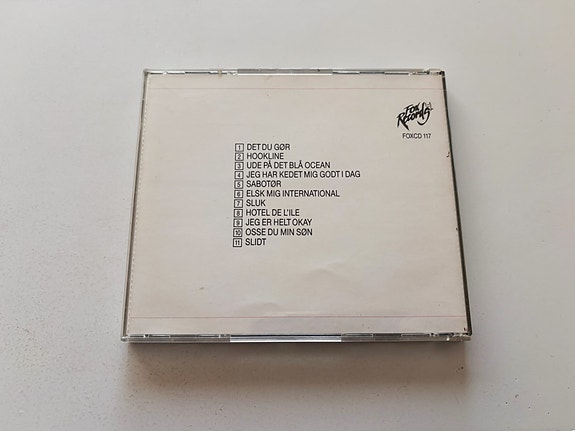 Fox
Records
FOXCD 117
1 DET DU GØR
2 HOOKLINE
3 UDE PÅ DET BLÅ OCEAN
4 JEG HAR KEDET MIG GODT I DAG
5 SABOTØR
6 ELSK MIG INTERNATIONAL
7 SLUK
8 HOTEL DE L'ILE
9 JEG ER HELT OKAY
10 OSSE DU MIN SØN
11 SLIDT